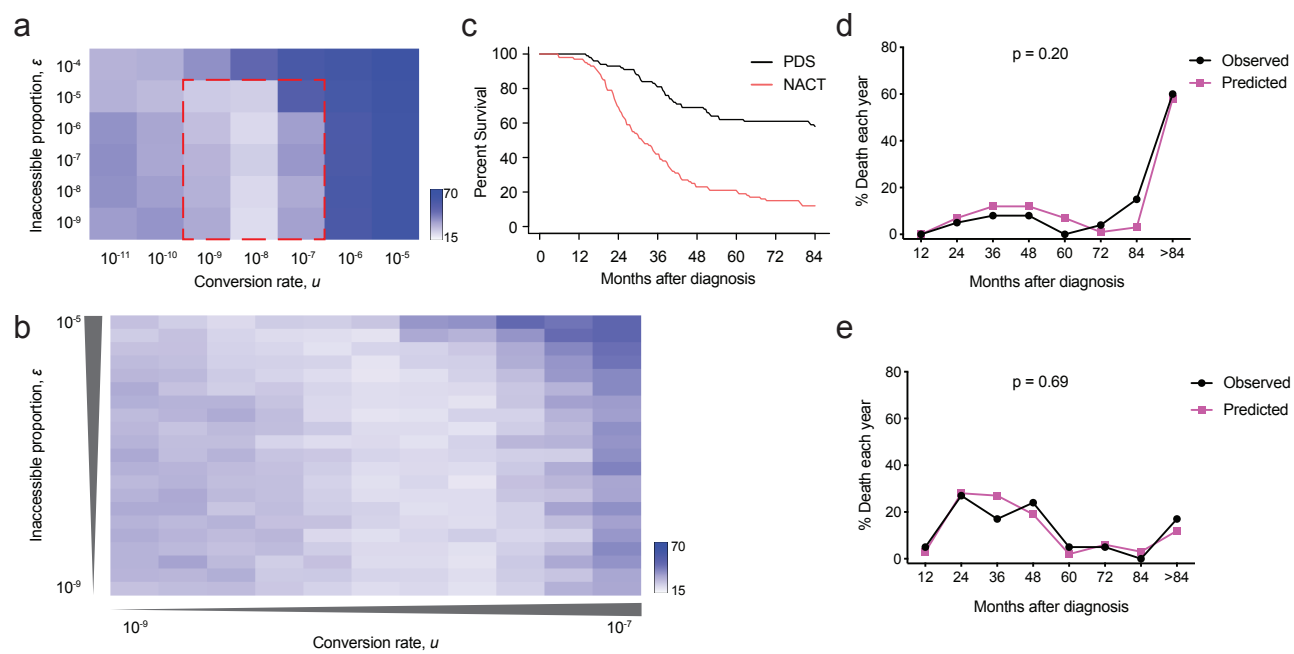 a
Inaccessible proportion, ε
10⁻⁴
10⁻⁵
10⁻⁶
10⁻⁷
10⁻⁸
10⁻⁹
10⁻¹¹ 10⁻¹⁰ 10⁻⁹ 10⁻⁸ 10⁻⁷ 10⁻⁶ 10⁻⁵
Conversion rate, u
70
15
b
Inaccessible proportion, ε
10⁻⁵
10⁻⁹
10⁻⁹ 10⁻⁷
Conversion rate, u
70
15
c
Percent Survival
100
80
60
40
20
0
0 12 24 36 48 60 72 84
Months after diagnosis
PDS
NACT
d
p = 0.20
% Death each year
80
60
40
20
0
12 24 36 48 60 72 84 >84
Months after diagnosis
Observed
Predicted
e
p = 0.69
% Death each year
80
60
40
20
0
12 24 36 48 60 72 84 >84
Months after diagnosis
Observed
Predicted